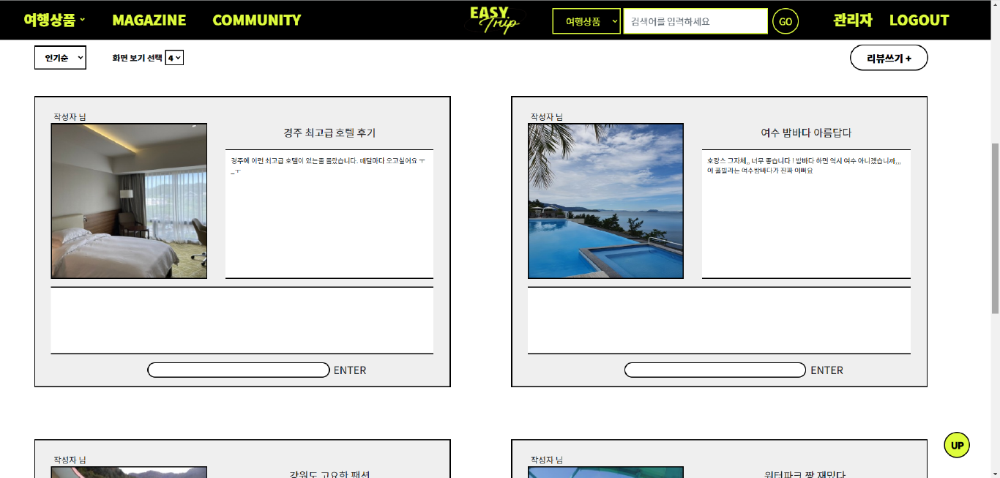 여행상품
MAGAZINE
COMMUNITY
EASY
Trip
여행상품
검색어를 입력하세요
GO
관리자
LOGOUT
인기순
화면 보기 선택 4
리뷰쓰기 +
작성자 님
경주 최고급 호텔 후기
경주에 이런 최고급 호텔이 있는줄 몰랐습니다. 매달마다 오고싶어요 ㅜ
_ㅜ
ENTER
작성자 님
여수 밤바다 아름답다
호캉스 그자체,, 너무 좋습니다 ! 밤바다 하면 역시 여수 아니겠습니까,,,
이 풀빌라는 여수밤바다가 진짜 이뻐요
ENTER
작성자 님
강원도 고요한 팬션
작성자 님
워터파크 짱 재밌다
UP